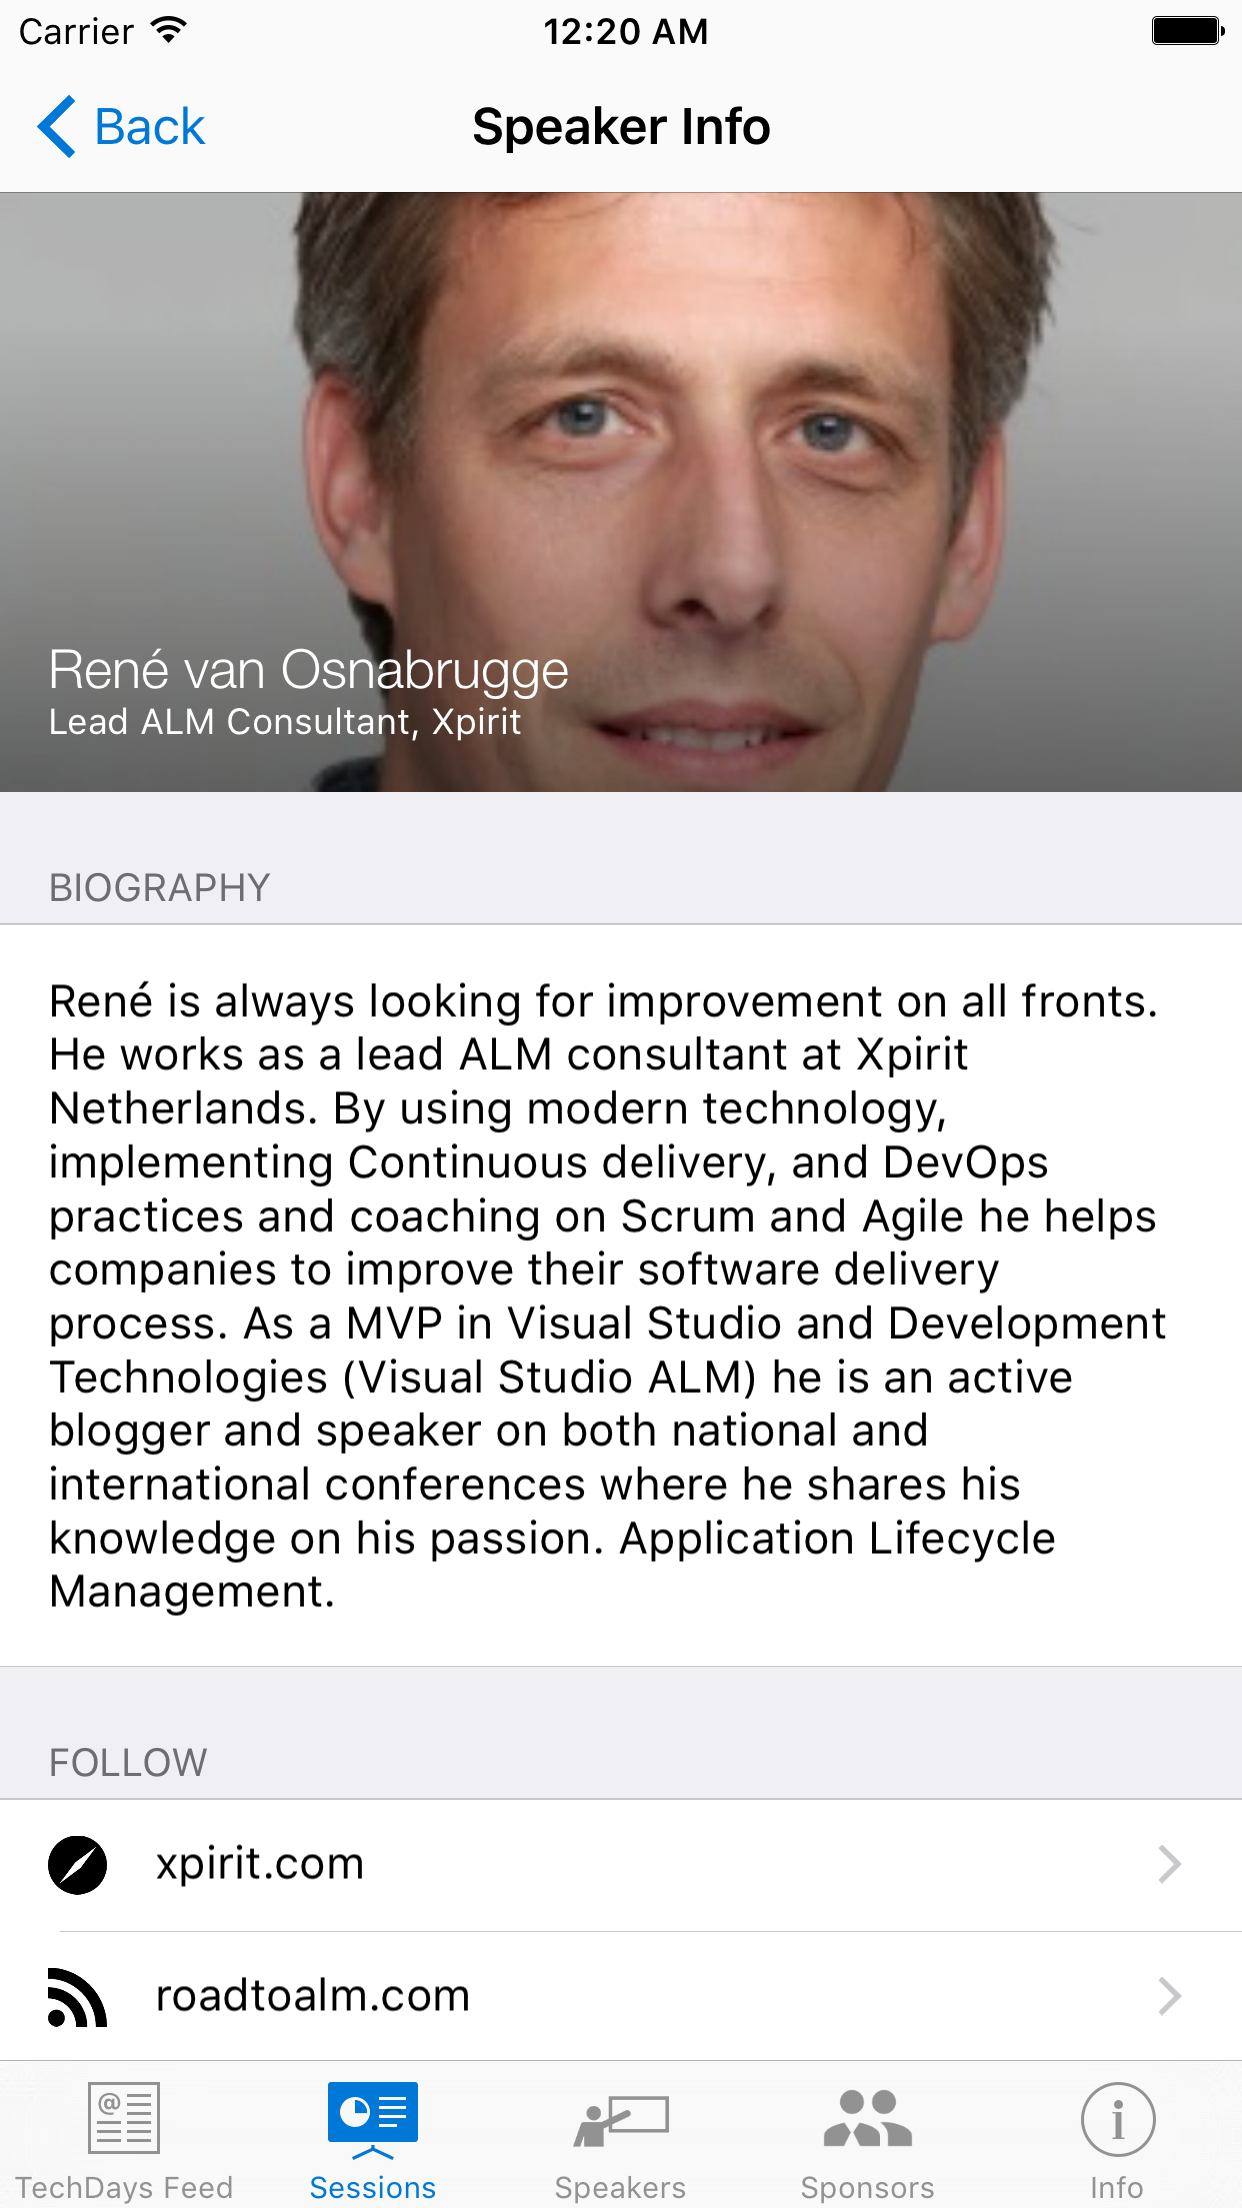 Carrier 12:20 AM
Back Speaker Info
René van Osnabrugge
Lead ALM Consultant, Xpirit
BIOGRAPHY
René is always looking for improvement on all fronts.
He works as a lead ALM consultant at Xpirit
Netherlands. By using modern technology,
implementing Continuous delivery, and DevOps
practices and coaching on Scrum and Agile he helps
companies to improve their software delivery
process. As a MVP in Visual Studio and Development
Technologies (Visual Studio ALM) he is an active
blogger and speaker on both national and
international conferences where he shares his
knowledge on his passion. Application Lifecycle
Management.
FOLLOW
xpirit.com
roadtoalm.com
TechDays Feed Sessions Speakers Sponsors Info